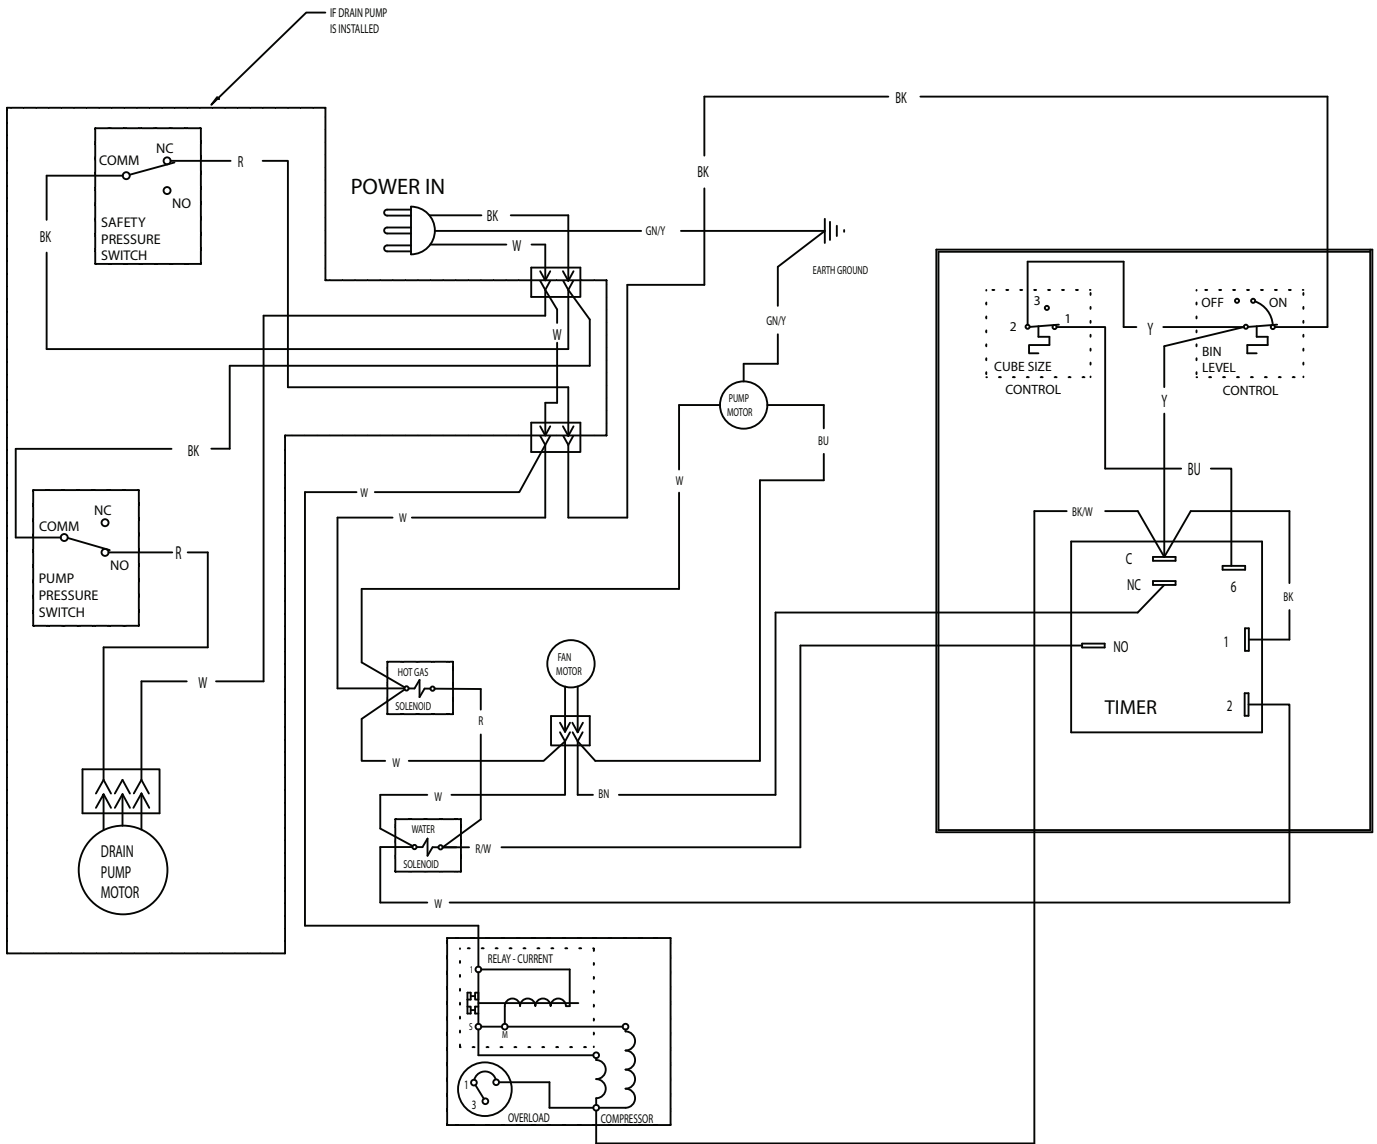 IF DRAIN PUMP
IS INSTALLED
BK
BK
NC
COMM
R
NO
SAFETY
PRESSURE
SWITCH
BK
POWER IN
BK
W
GN/Y
EARTH GROUND
GN/Y
W
3
2
1
CUBE SIZE
CONTROL
OFF
ON
BIN
LEVEL
CONTROL
Y
Y
PUMP
MOTOR
BU
W
BK
BU
W
W
BK/W
NC
COMM
NO
R
PUMP
PRESSURE
SWITCH
C
NC
6
BK
NO
1
2
TIMER
W
HOT GAS
SOLENOID
R
FAN
MOTOR
W
BN
W
WATER
SOLENOID
R/W
W
DRAIN
PUMP
MOTOR
RELAY - CURRENT
1
S
M
1
3
OVERLOAD
COMPRESSOR